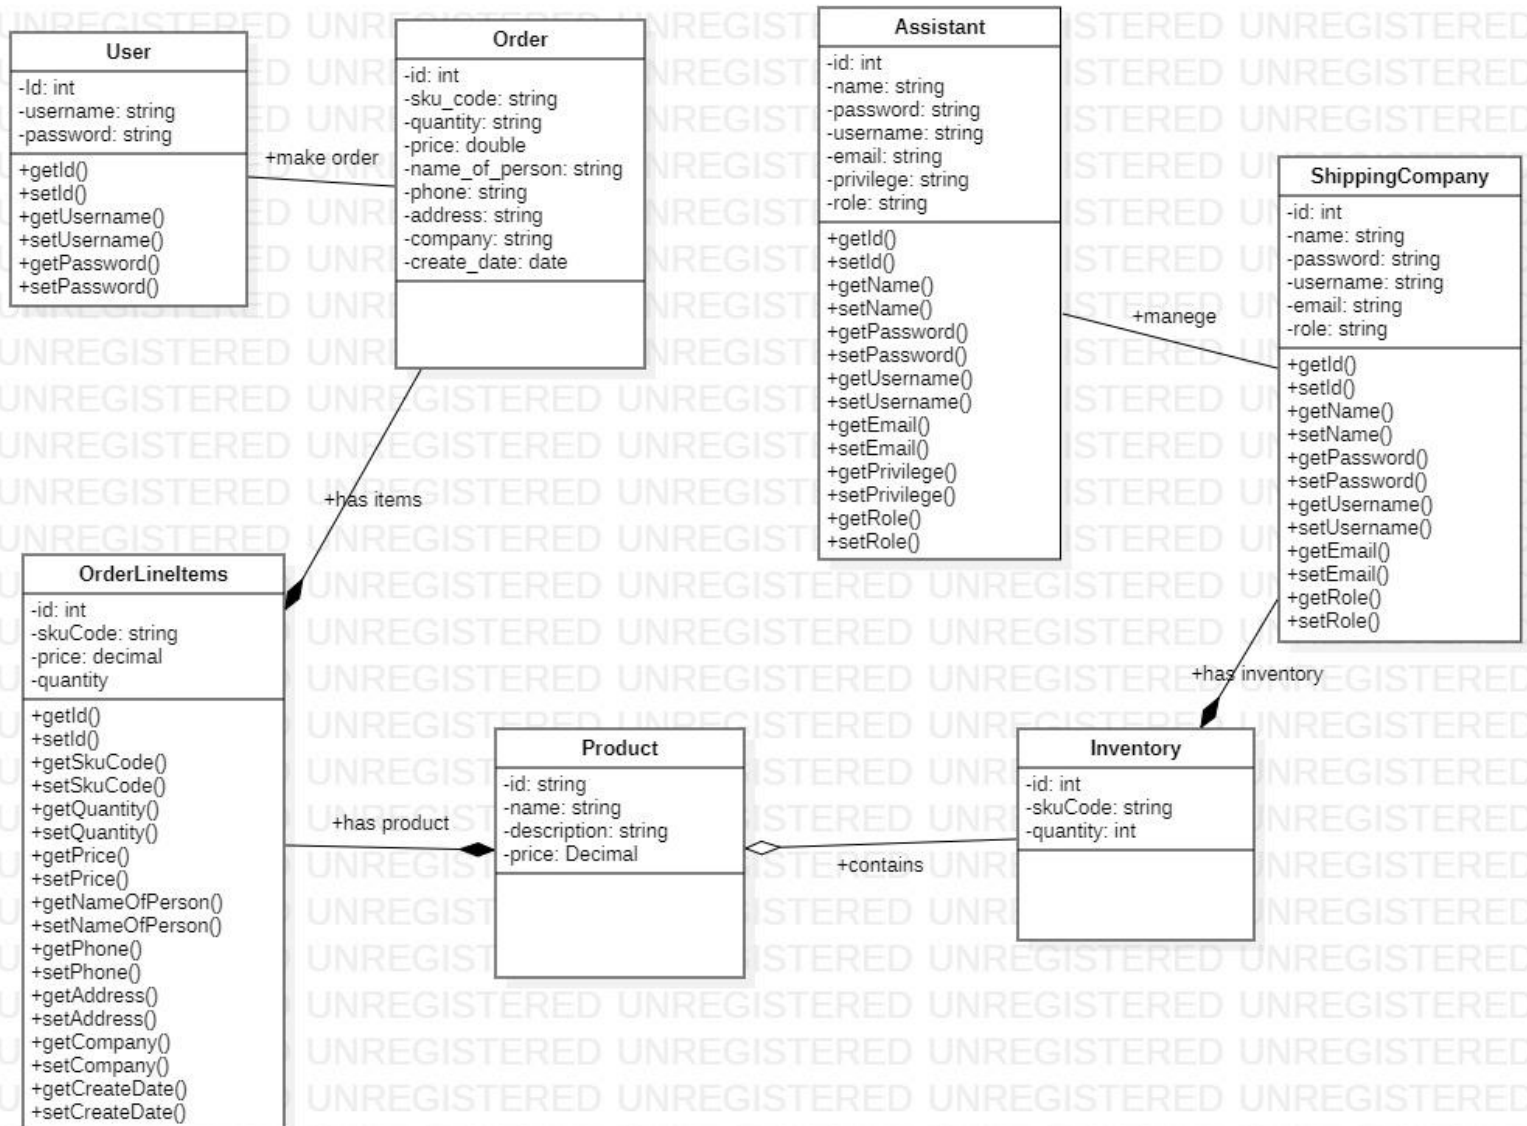 User
-Id: int
-username: string
-password: string
+getId()
+setId()
+getUsername()
+setUsername()
+getPassword()
+setPassword()
+make order
Order
-id: int
-sku_code: string
-quantity: string
-price: double
-name_of_person: string
-phone: string
-address: string
-company: string
-create_date: date
Assistant
-id: int
-name: string
-password: string
-username: string
-email: string
-privilege: string
-role: string
+getId()
+setId()
+getName()
+setName()
+getPassword()
+setPassword()
+getUsername()
+setUsername()
+getEmail()
+setEmail()
+getPrivilege()
+setPrivilege()
+getRole()
+setRole()
+manege
ShippingCompany
-id: int
-name: string
-password: string
-username: string
-email: string
-role: string
+getId()
+setId()
+getName()
+setName()
+getPassword()
+setPassword()
+getUsername()
+setUsername()
+getEmail()
+setEmail()
+getRole()
+setRole()
+has items
OrderLineItems
-id: int
-skuCode: string
-price: decimal
-quantity
+getId()
+setId()
+getSkuCode()
+setSkuCode()
+getQuantity()
+setQuantity()
+getPrice()
+setPrice()
+getNameOfPerson()
+setNameOfPerson()
+getPhone()
+setPhone()
+getAddress()
+setAddress()
+getCompany()
+setCompany()
+getCreateDate()
+setCreateDate()
+has product
Product
-id: string
-name: string
-description: string
-price: Decimal
+contains
+has inventory
Inventory
-id: int
-skuCode: string
-quantity: int
UNREGISTERED